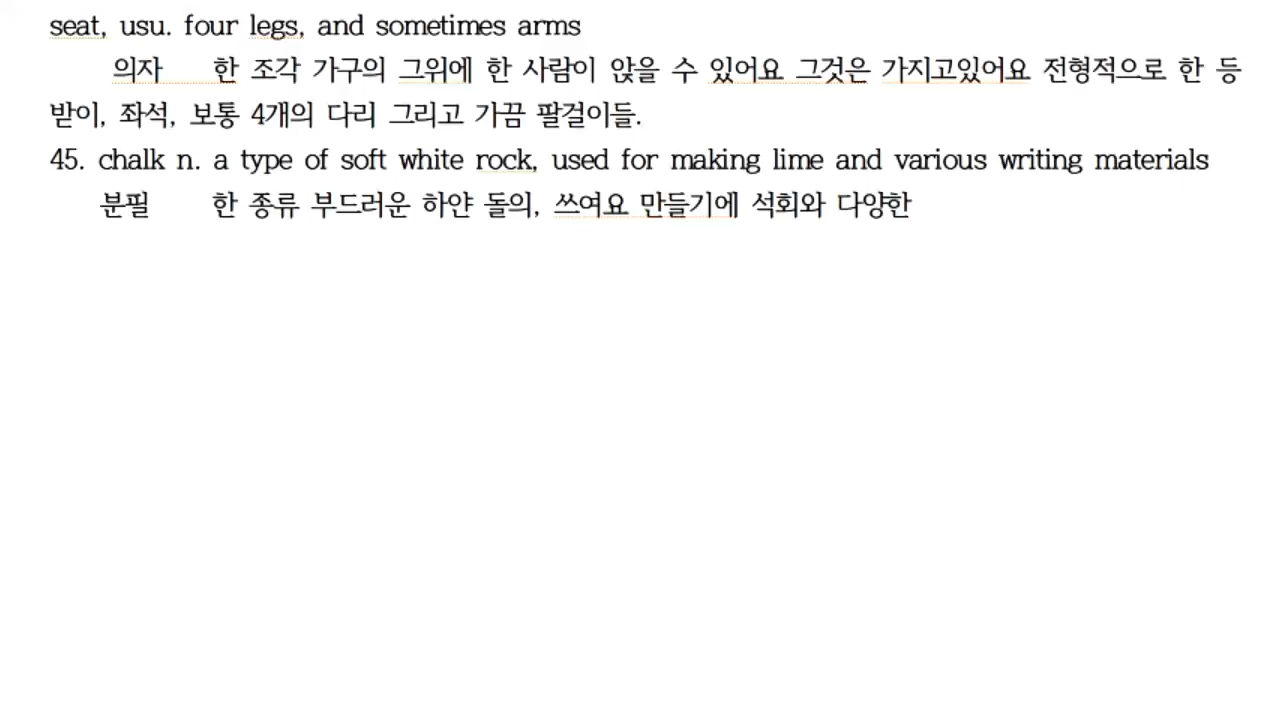 seat, usu. four legs, and sometimes arms
의자 한 조각 가구의 그위에 한 사람이 앉을 수 있어요 그것은 가지고있어요 전형적으로 한 등
받이, 좌석, 보통 4개의 다리 그리고 가끔 팔걸이들.
45. chalk n. a type of soft white rock, used for making lime and various writing materials
분필 한 종류 부드러운 하얀 돌의, 쓰여요 만들기에 석회와 다양한